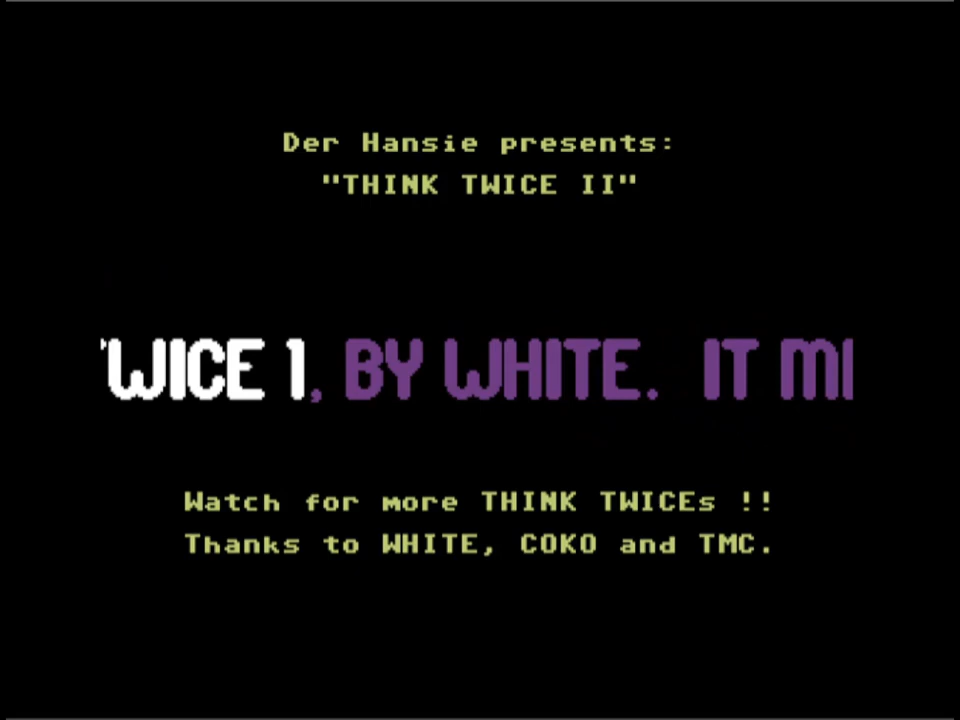 Der Hansie presents:
"THINK TWICE II"
WICE 1, BY WHITE. IT MI
Watch for more THINK TWICEs !!
Thanks to WHITE, COKO and TMC.